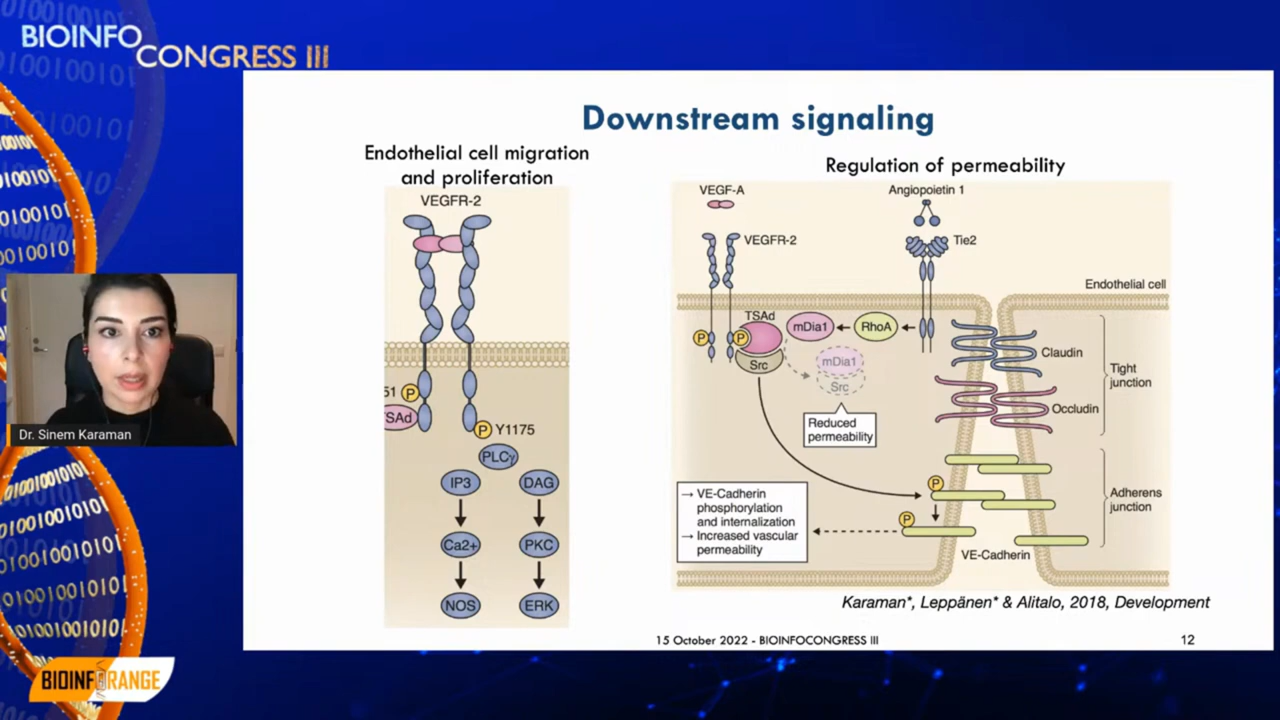 BIOINFO
CONGRESS III
Downstream signaling
Endothelial cell migration
and proliferation
VEGFR-2
51
P
SAd
P
Y1175
PLCγ
IP3
DAG
Ca2+
PKC
NOS
ERK
Regulation of permeability
VEGF-A
Angiopoietin 1
VEGFR-2
Tie2
Endothelial cell
TSAd
mDia1
RhoA
P
P
Src
mDia1
Src
Claudin
Tight
junction
Occludin
Reduced
permeability
P
Adherens
junction
→ VE-Cadherin
phosphorylation
and internalization
→ Increased vascular
permeability
P
VE-Cadherin
Karaman*, Leppänen* & Alitalo, 2018, Development
15 October 2022 - BIOINFOCONGRESS III
12
Dr. Sinem Karaman
BIOINFORANGE